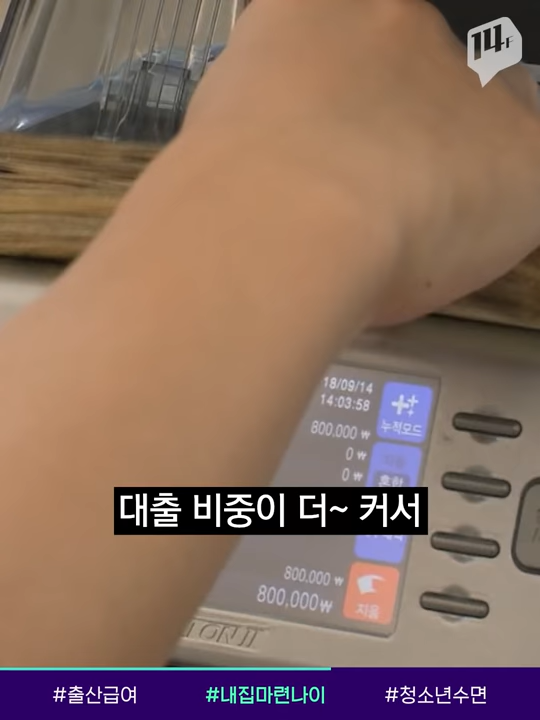 14F
18/09/14
14:03:58
누적모드
800,000 ₩
0 ₩
0 ₩
대출 비중이 더~ 커서
800,000 ₩
800,000₩
지움
#출산급여
#내집마련나이
#청소년수면